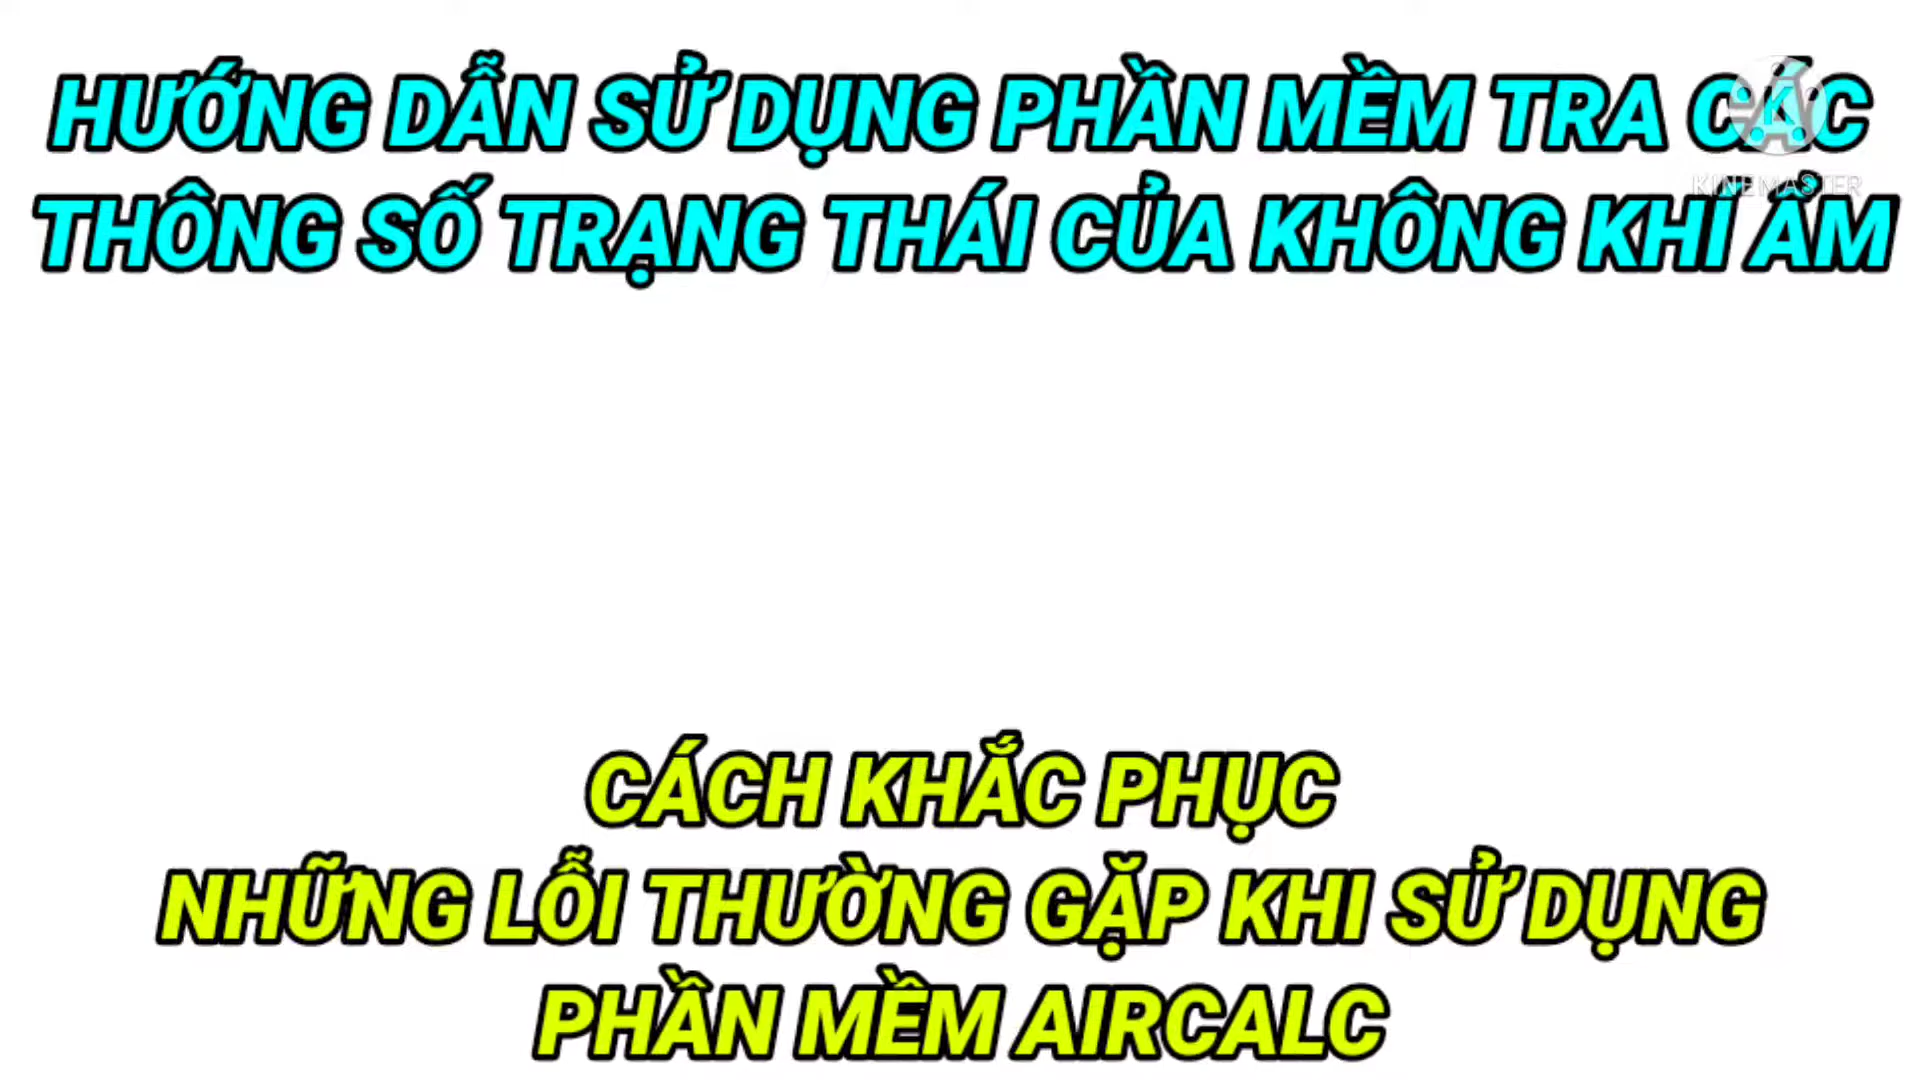 HƯỚNG DẪN SỬ DỤNG PHẦN MỀM TRA CÁC
KINEMASTER
THÔNG SỐ TRẠNG THÁI CỦA KHÔNG KHÍ ẨM
CÁCH KHẮC PHỤC
NHỮNG LỖI THƯỜNG GẶP KHI SỬ DỤNG
PHẦN MỀM AIRCALC